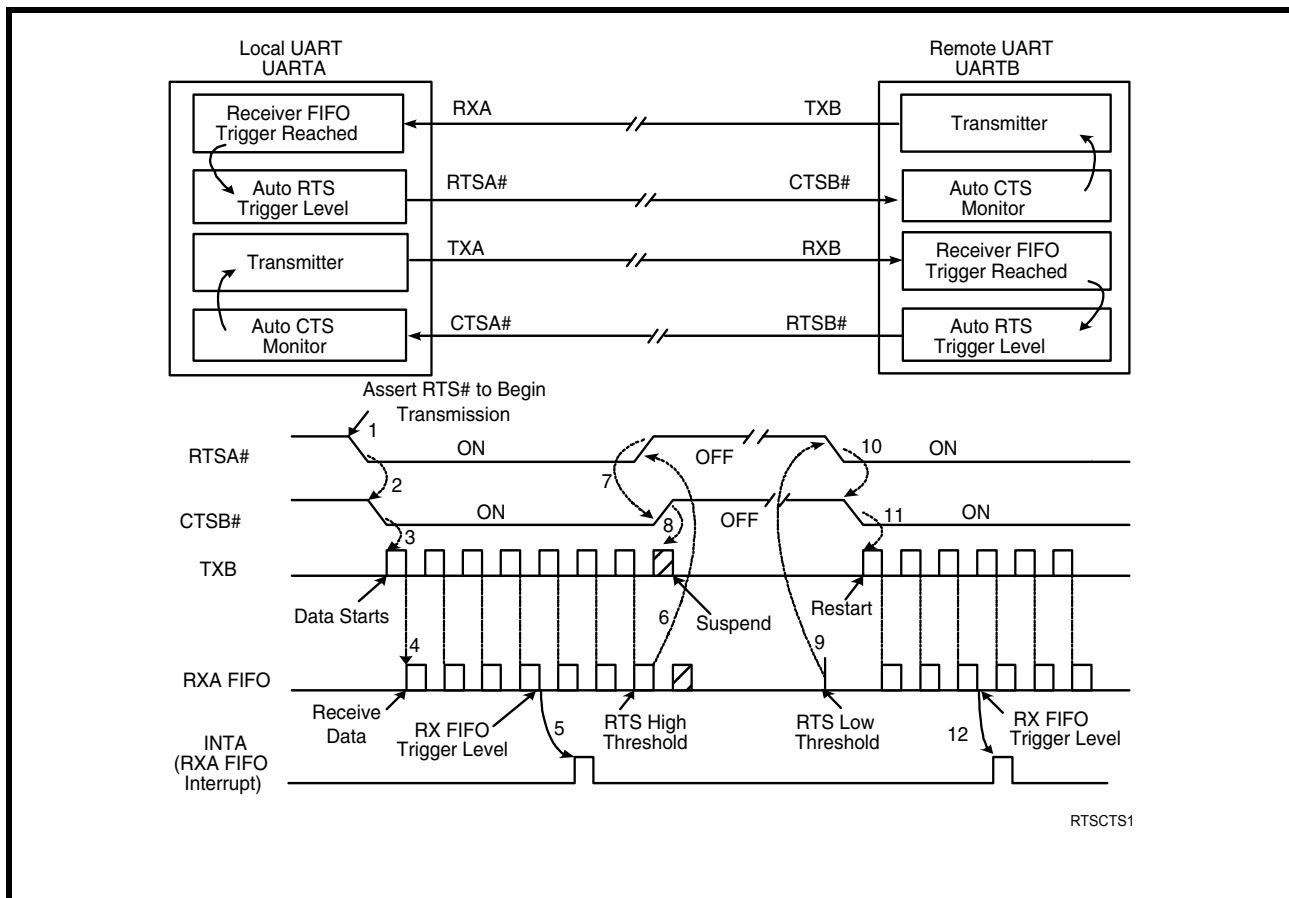 Local UART
UARTA
Remote UART
UARTB
Receiver FIFO
Trigger Reached
RXA
TXB
Transmitter
Auto RTS
Trigger Level
RTSA#
CTSB#
Auto CTS
Monitor
Transmitter
TXA
RXB
Receiver FIFO
Trigger Reached
Auto CTS
Monitor
CTSA#
RTSB#
Auto RTS
Trigger Level
Assert RTS# to Begin
Transmission
RTSA#
1
ON
OFF
10
ON
2
7
CTSB#
ON
8
OFF
11
ON
3
TXB
Data Starts
6
Suspend
Restart
4
9
RXA FIFO
Receive
Data
RX FIFO
Trigger Level
5
RTS High
Threshold
RTS Low
Threshold
12
RX FIFO
Trigger Level
INTA
(RXA FIFO
Interrupt)
RTSCTS1